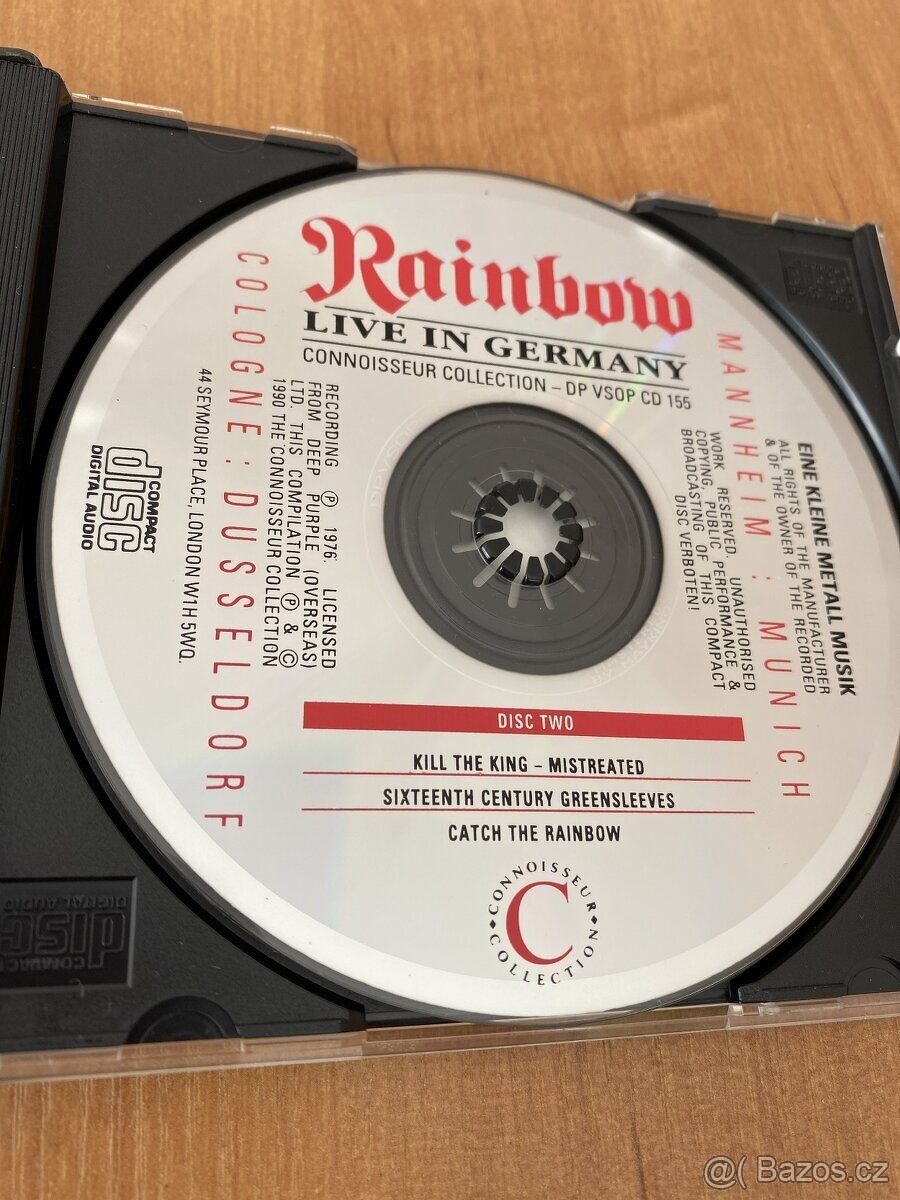 Rainbow
LIVE IN GERMANY
CONNOISSEUR COLLECTION – DP VSOP CD 155
COLOGNE : DUSSELDORF
MANNHEIM : MUNICH
RECORDING ℗ 1976. LICENSED
FROM DEEP PURPLE (OVERSEAS)
LTD. THIS COMPILATION ℗ & ©
1990 THE CONNOISSEUR COLLECTION
44 SEYMOUR PLACE, LONDON W1H 5WQ.
COMPACT
disc
DIGITAL AUDIO
EINE KLEINE METALL MUSIK
ALL RIGHTS OF THE MANUFACTURER
& OF THE OWNER OF THE RECORDED
WORK RESERVED. UNAUTHORISED
COPYING, PUBLIC PERFORMANCE &
BROADCASTING OF THIS COMPACT
DISC VERBOTEN!
DISC TWO
KILL THE KING – MISTREATED
SIXTEENTH CENTURY GREENSLEEVES
CATCH THE RAINBOW
CONNOISSEUR
C
COLLECTION
COMPACT
disc
DIGITAL AUDIO
@( Bazos.cz